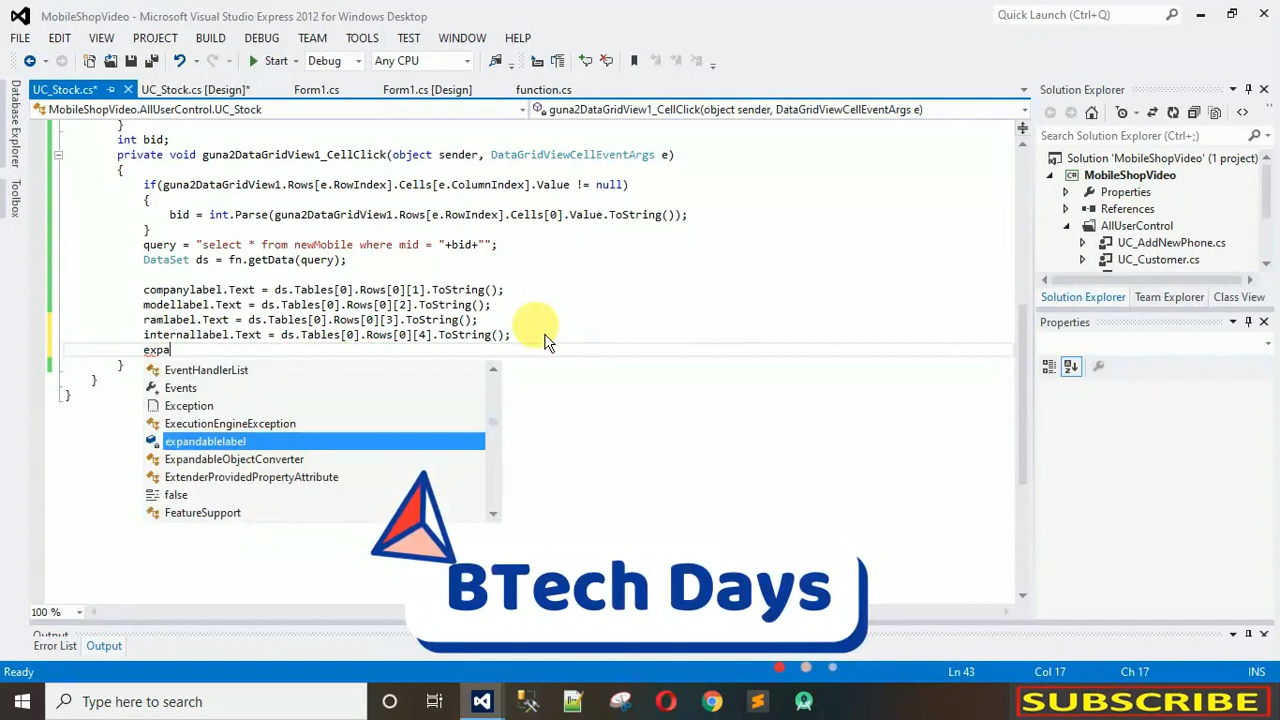 MobileShopVideo - Microsoft Visual Studio Express 2012 for Windows Desktop
Quick Launch (Ctrl+Q)
FILE EDIT VIEW PROJECT BUILD DEBUG TEAM TOOLS TEST WINDOW HELP
Start Debug Any CPU
UC_Stock.cs* UC_Stock.cs [Design]* Form1.cs Form1.cs [Design] function.cs
MobileShopVideo.AllUserControl.UC_Stock
guna2DataGridView1_CellClick(object sender, DataGridViewCellEventArgs e)
Database Explorer
Toolbox
}
int bid;
private void guna2DataGridView1_CellClick(object sender, DataGridViewCellEventArgs e)
{
if(guna2DataGridView1.Rows[e.RowIndex].Cells[e.ColumnIndex].Value != null)
{
bid = int.Parse(guna2DataGridView1.Rows[e.RowIndex].Cells[0].Value.ToString());
}
query = "select * from newMobile where mid = "+bid+"";
DataSet ds = fn.getData(query);
companylabel.Text = ds.Tables[0].Rows[0][1].ToString();
modellabel.Text = ds.Tables[0].Rows[0][2].ToString();
ramlabel.Text = ds.Tables[0].Rows[0][3].ToString();
internallabel.Text = ds.Tables[0].Rows[0][4].ToString();
expa
}
}
}
EventHandlerList
Events
Exception
ExecutionEngineException
expandablelabel
ExpandableObjectConverter
ExtenderProvidedPropertyAttribute
false
FeatureSupport
Solution Explorer
Search Solution Explorer (Ctrl+;)
Solution 'MobileShopVideo' (1 project)
MobileShopVideo
Properties
References
AllUserControl
UC_AddNewPhone.cs
UC_Customer.cs
Solution Explorer Team Explorer Class View
Properties
BTech Days
100 %
Output
Error List Output
Ready
Ln 43 Col 17 Ch 17
Type here to search
SUBSCRIBE